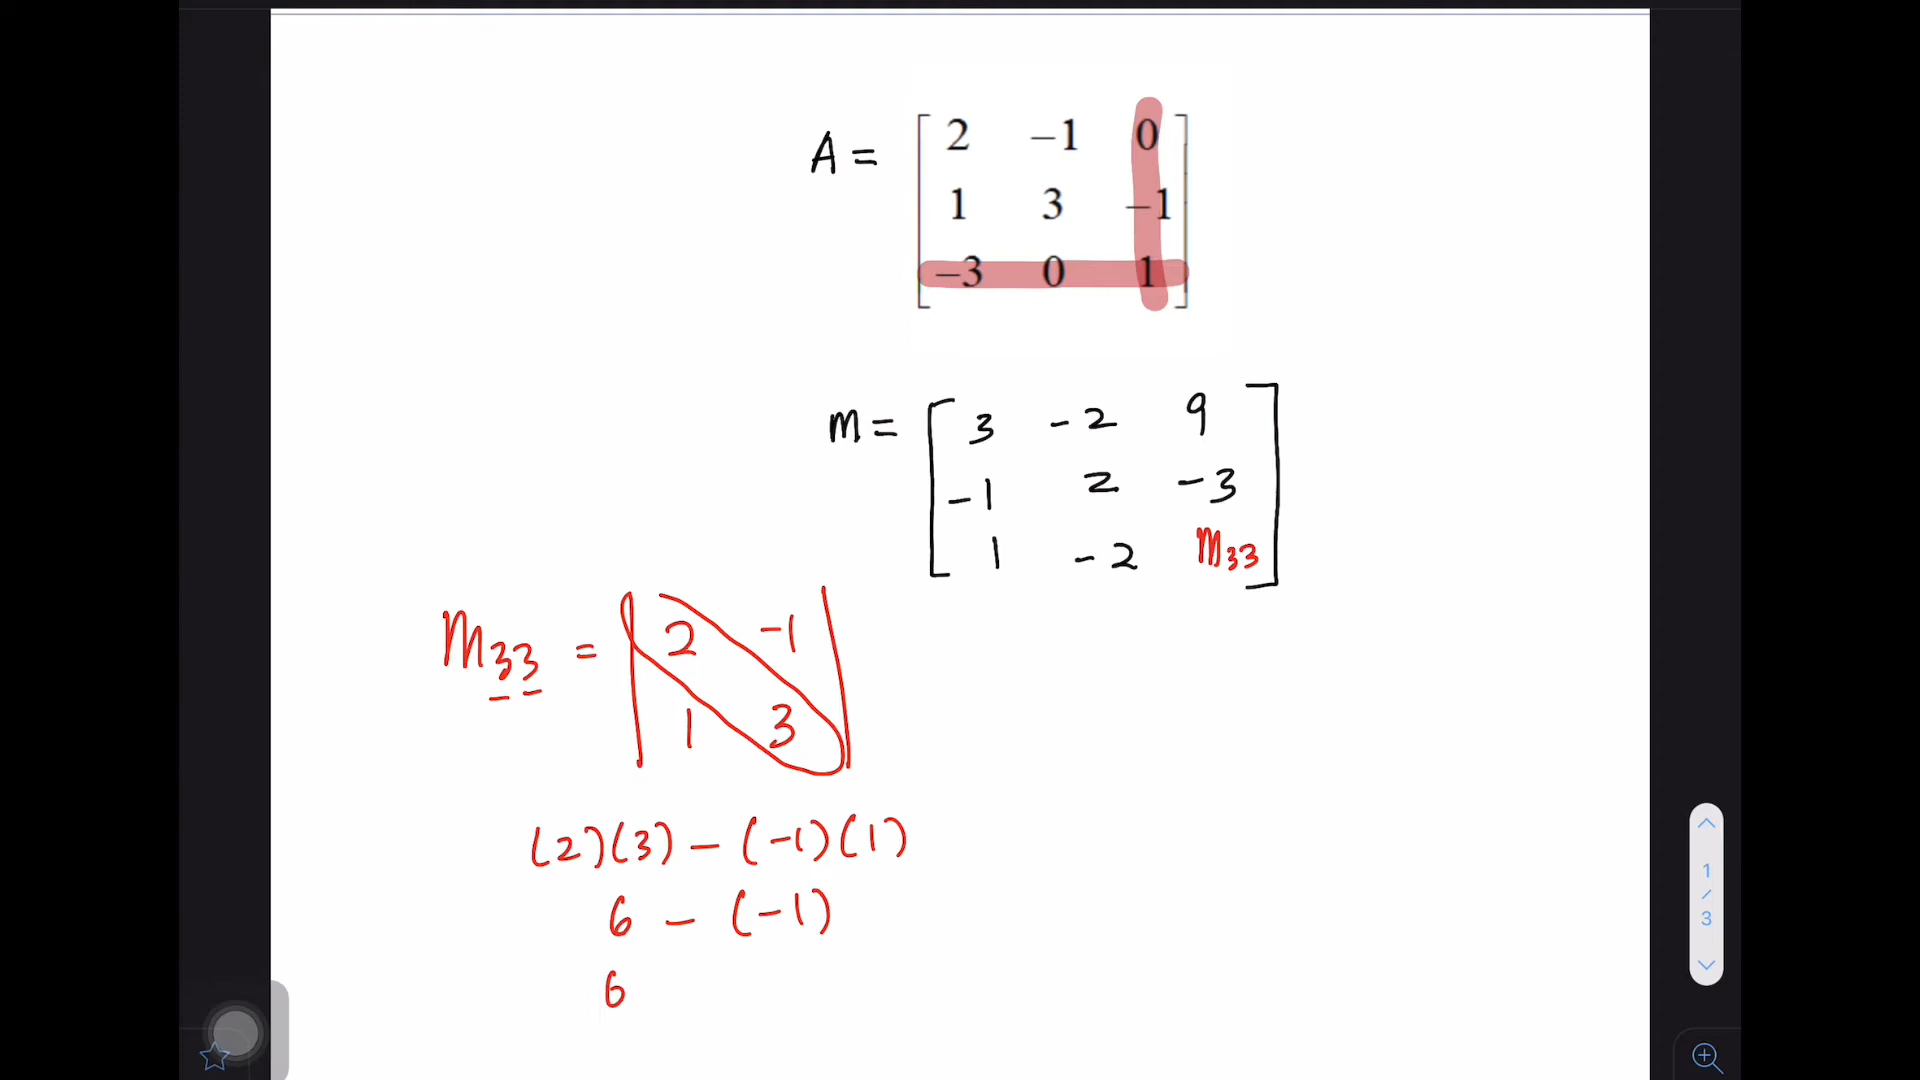 A = [ 2 −1 0
1 3 −1
−3 0 1 ]
M = [ 3 -2 9
-1 2 -3
1 -2 M33 ]
M33 = | 2 -1 |
1 3
(2)(3) − (-1)(1)
6 − (-1)
6
1
/
3